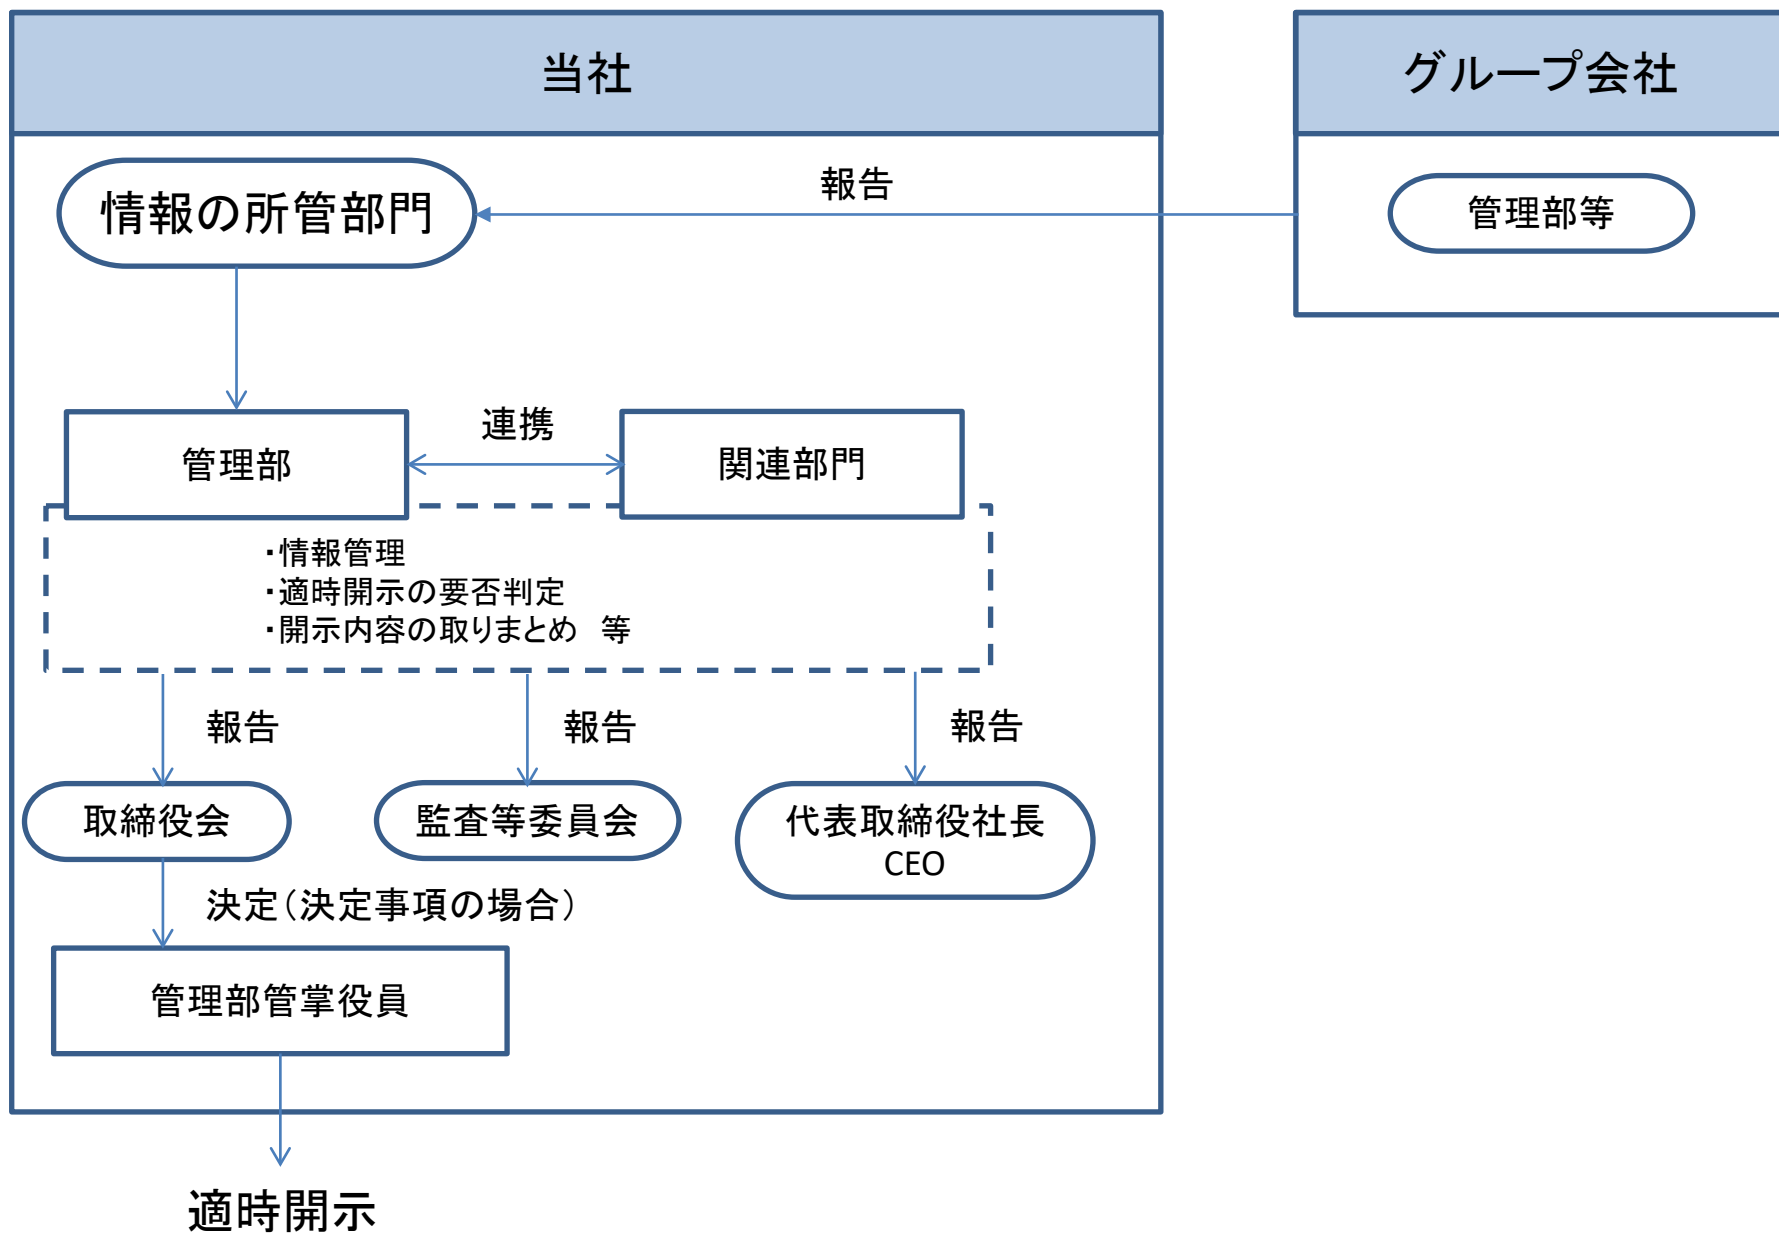 当社
グループ会社
情報の所管部門
報告
管理部等
管理部
連携
関連部門
・情報管理
・適時開示の要否判定
・開示内容の取りまとめ　等
報告
報告
報告
取締役会
監査等委員会
代表取締役社長
CEO
決定（決定事項の場合）
管理部管掌役員
適時開示